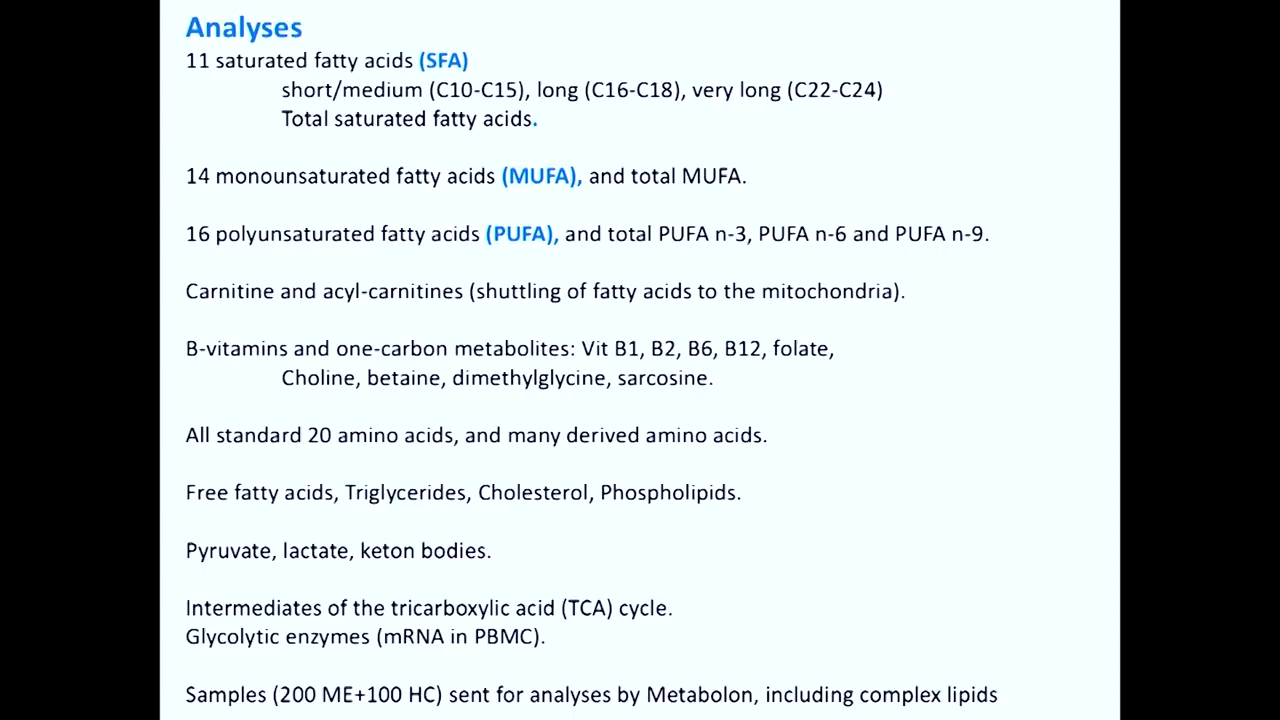 Analyses
11 saturated fatty acids (SFA)
short/medium (C10-C15), long (C16-C18), very long (C22-C24)
Total saturated fatty acids.
14 monounsaturated fatty acids (MUFA), and total MUFA.
16 polyunsaturated fatty acids (PUFA), and total PUFA n-3, PUFA n-6 and PUFA n-9.
Carnitine and acyl-carnitines (shuttling of fatty acids to the mitochondria).
B-vitamins and one-carbon metabolites: Vit B1, B2, B6, B12, folate,
Choline, betaine, dimethylglycine, sarcosine.
All standard 20 amino acids, and many derived amino acids.
Free fatty acids, Triglycerides, Cholesterol, Phospholipids.
Pyruvate, lactate, keton bodies.
Intermediates of the tricarboxylic acid (TCA) cycle.
Glycolytic enzymes (mRNA in PBMC).
Samples (200 ME+100 HC) sent for analyses by Metabolon, including complex lipids